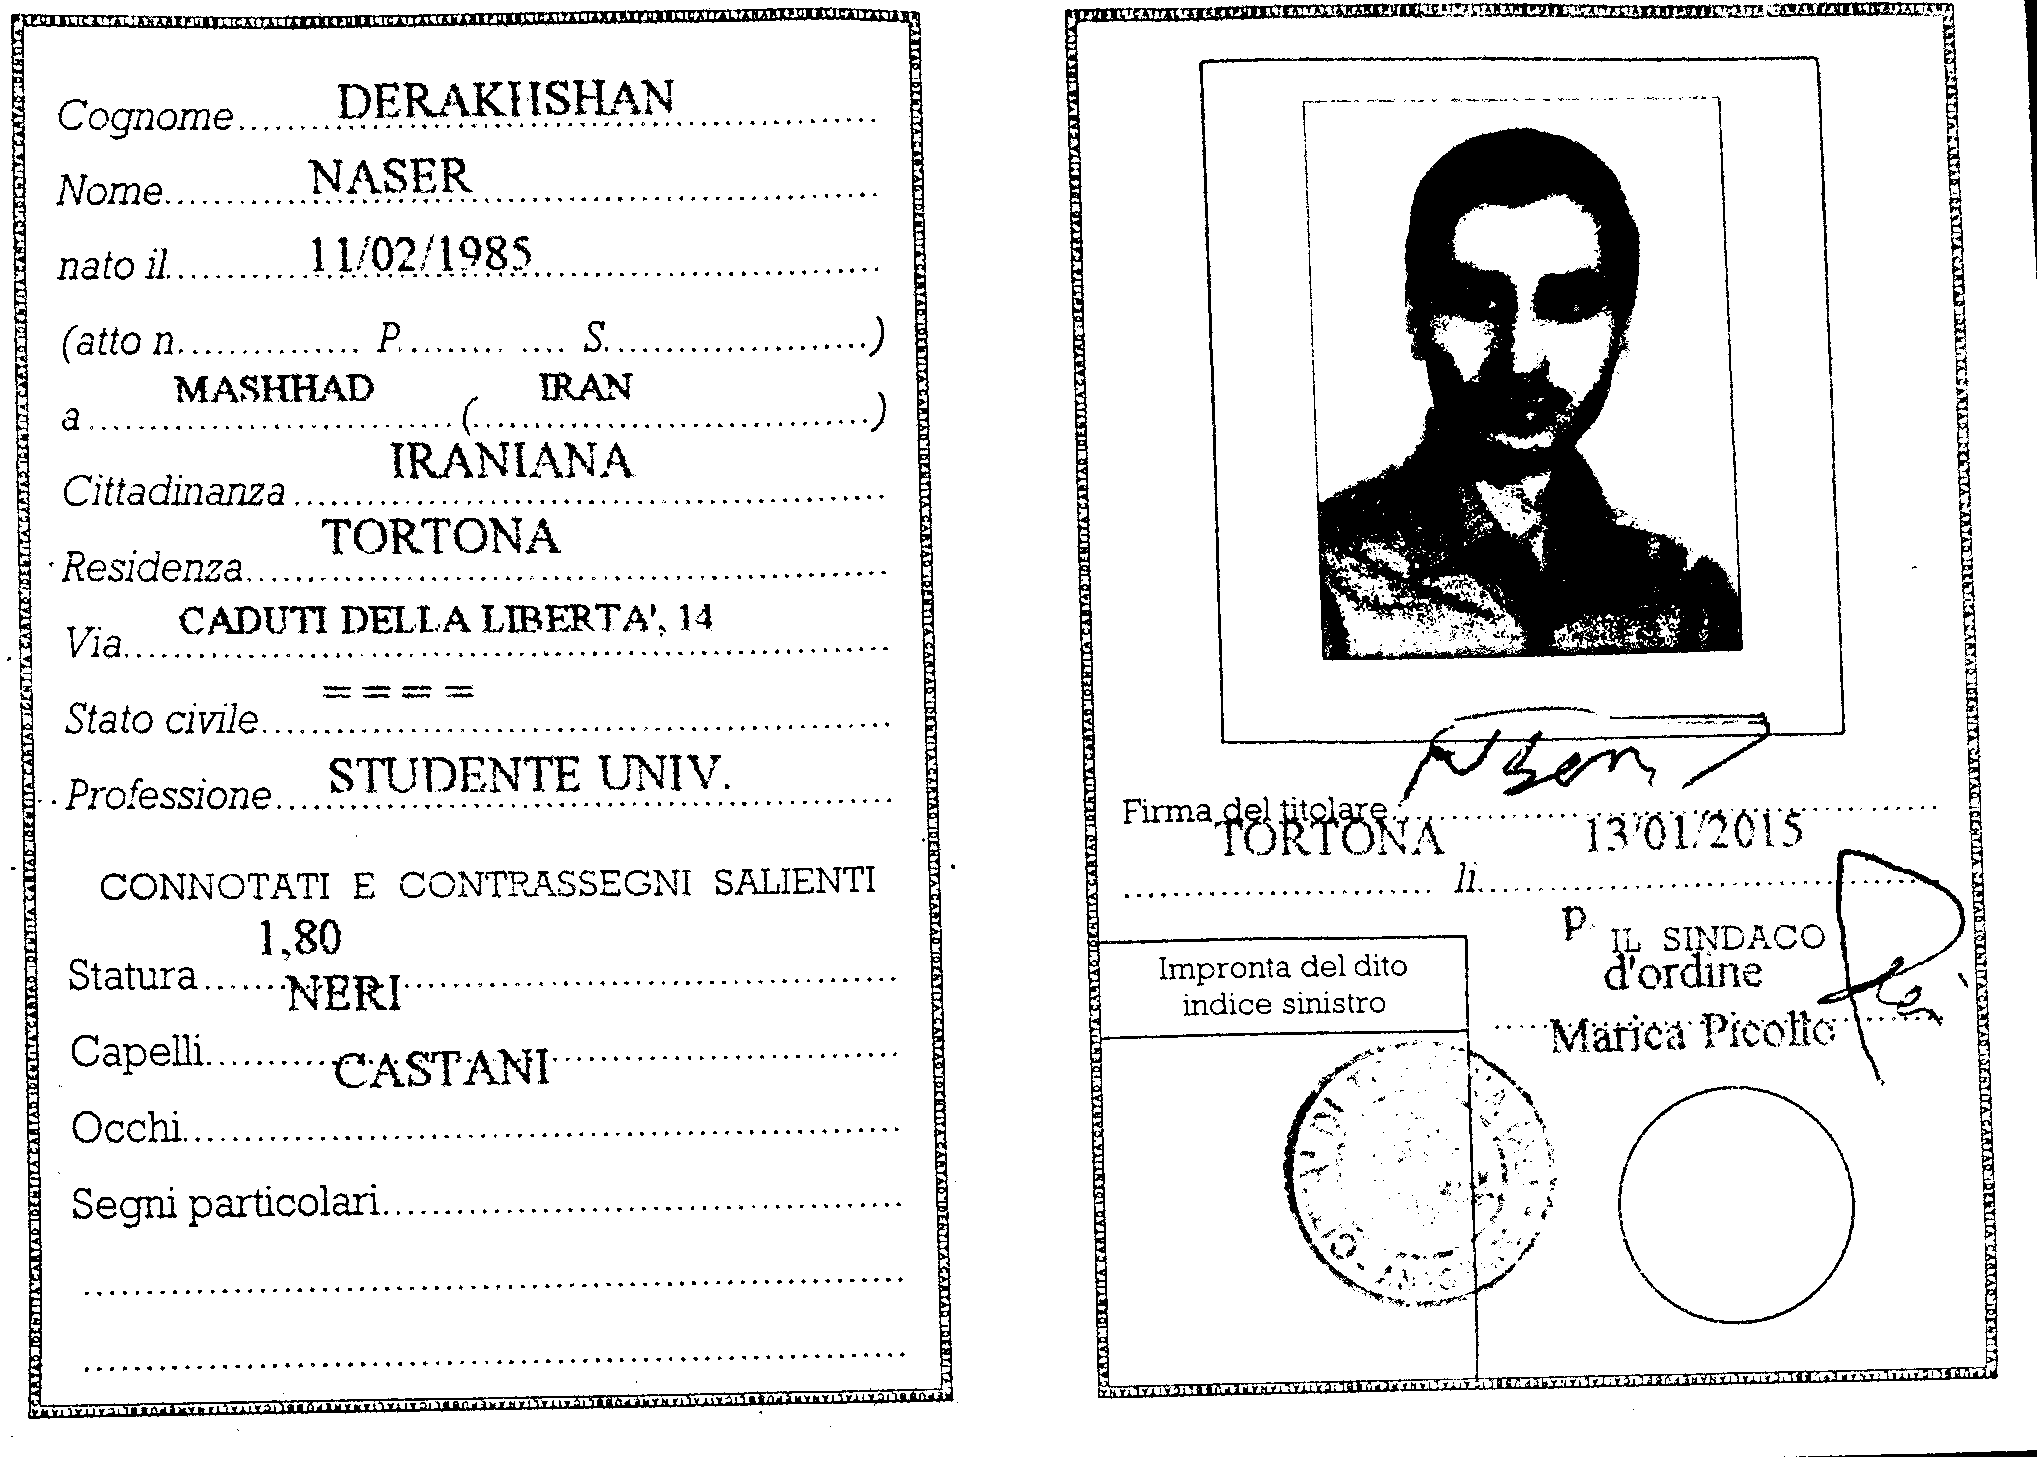 Cognome DERAKHSHAN
Nome NASER
nato il 11/02/1985
(atto n. P. S. )
a MASHHAD ( IRAN )
Cittadinanza IRANIANA
Residenza TORTONA
Via CADUTI DELLA LIBERTA', 14
Stato civile ====
Professione STUDENTE UNIV.
CONNOTATI E CONTRASSEGNI SALIENTI
Statura 1,80
Capelli NERI
Occhi CASTANI
Segni particolari
Firma del titolare
TORTONA li 13/01/2015
P. IL SINDACO
d'ordine
Marica Picollo
Impronta del dito
indice sinistro